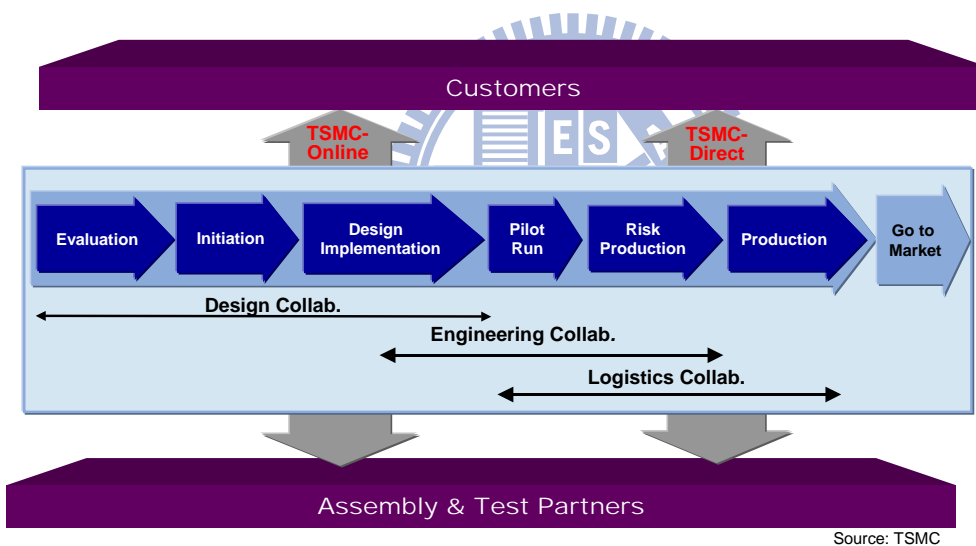 Customers
TSMC-
Online
TSMC-
Direct
ES
Evaluation
Initiation
Design
Implementation
Pilot
Run
Risk
Production
Production
Go to
Market
Design Collab.
Engineering Collab.
Logistics Collab.
Assembly & Test Partners
Source: TSMC